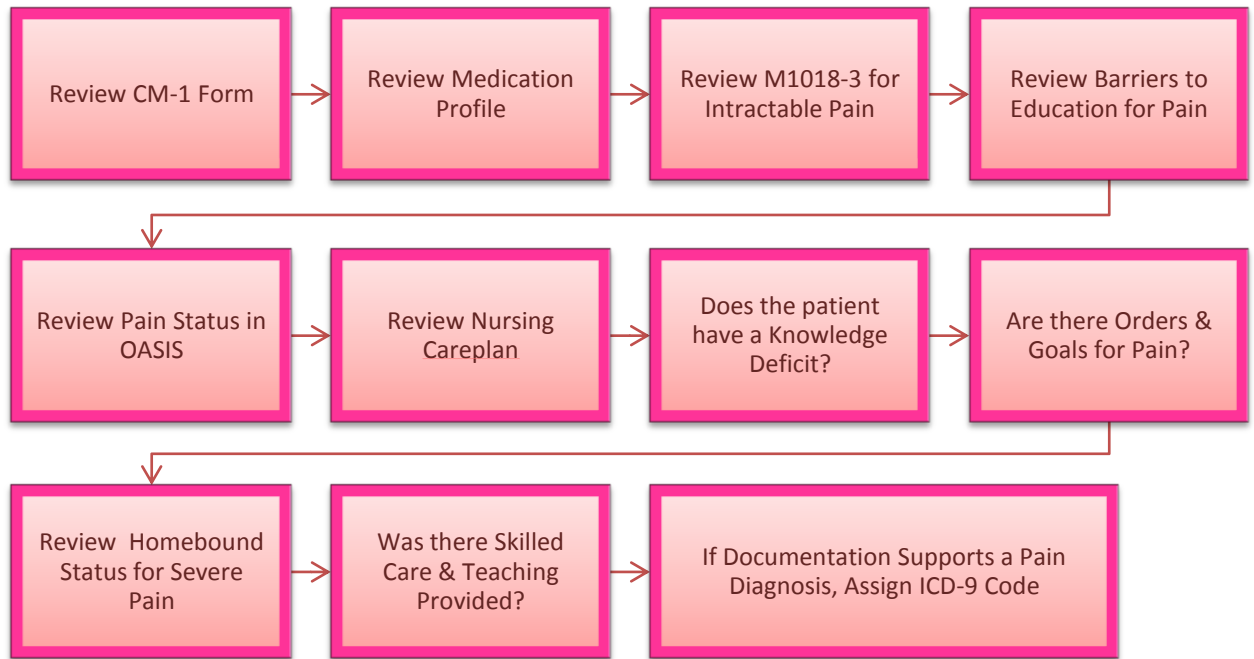 Review CM-1 Form
Review Medication
Profile
Review M1018-3 for
Intractable Pain
Review Barriers to
Education for Pain
Review Pain Status in
OASIS
Review Nursing
Careplan
Does the patient
have a Knowledge
Deficit?
Are there Orders &
Goals for Pain?
Review  Homebound
Status for Severe
Pain
Was there Skilled
Care & Teaching
Provided?
If Documentation Supports a Pain
Diagnosis, Assign ICD-9 Code